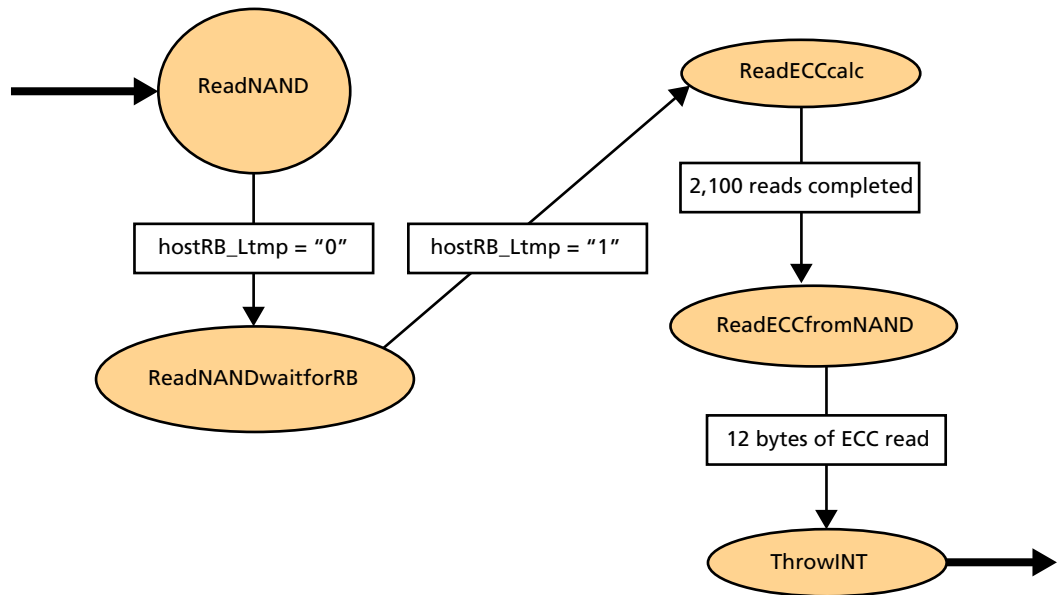 ReadNAND
hostRB_Ltmp = “0”
ReadNANDwaitforRB
hostRB_Ltmp = “1”
ReadECCcalc
2,100 reads completed
ReadECCfromNAND
12 bytes of ECC read
ThrowINT